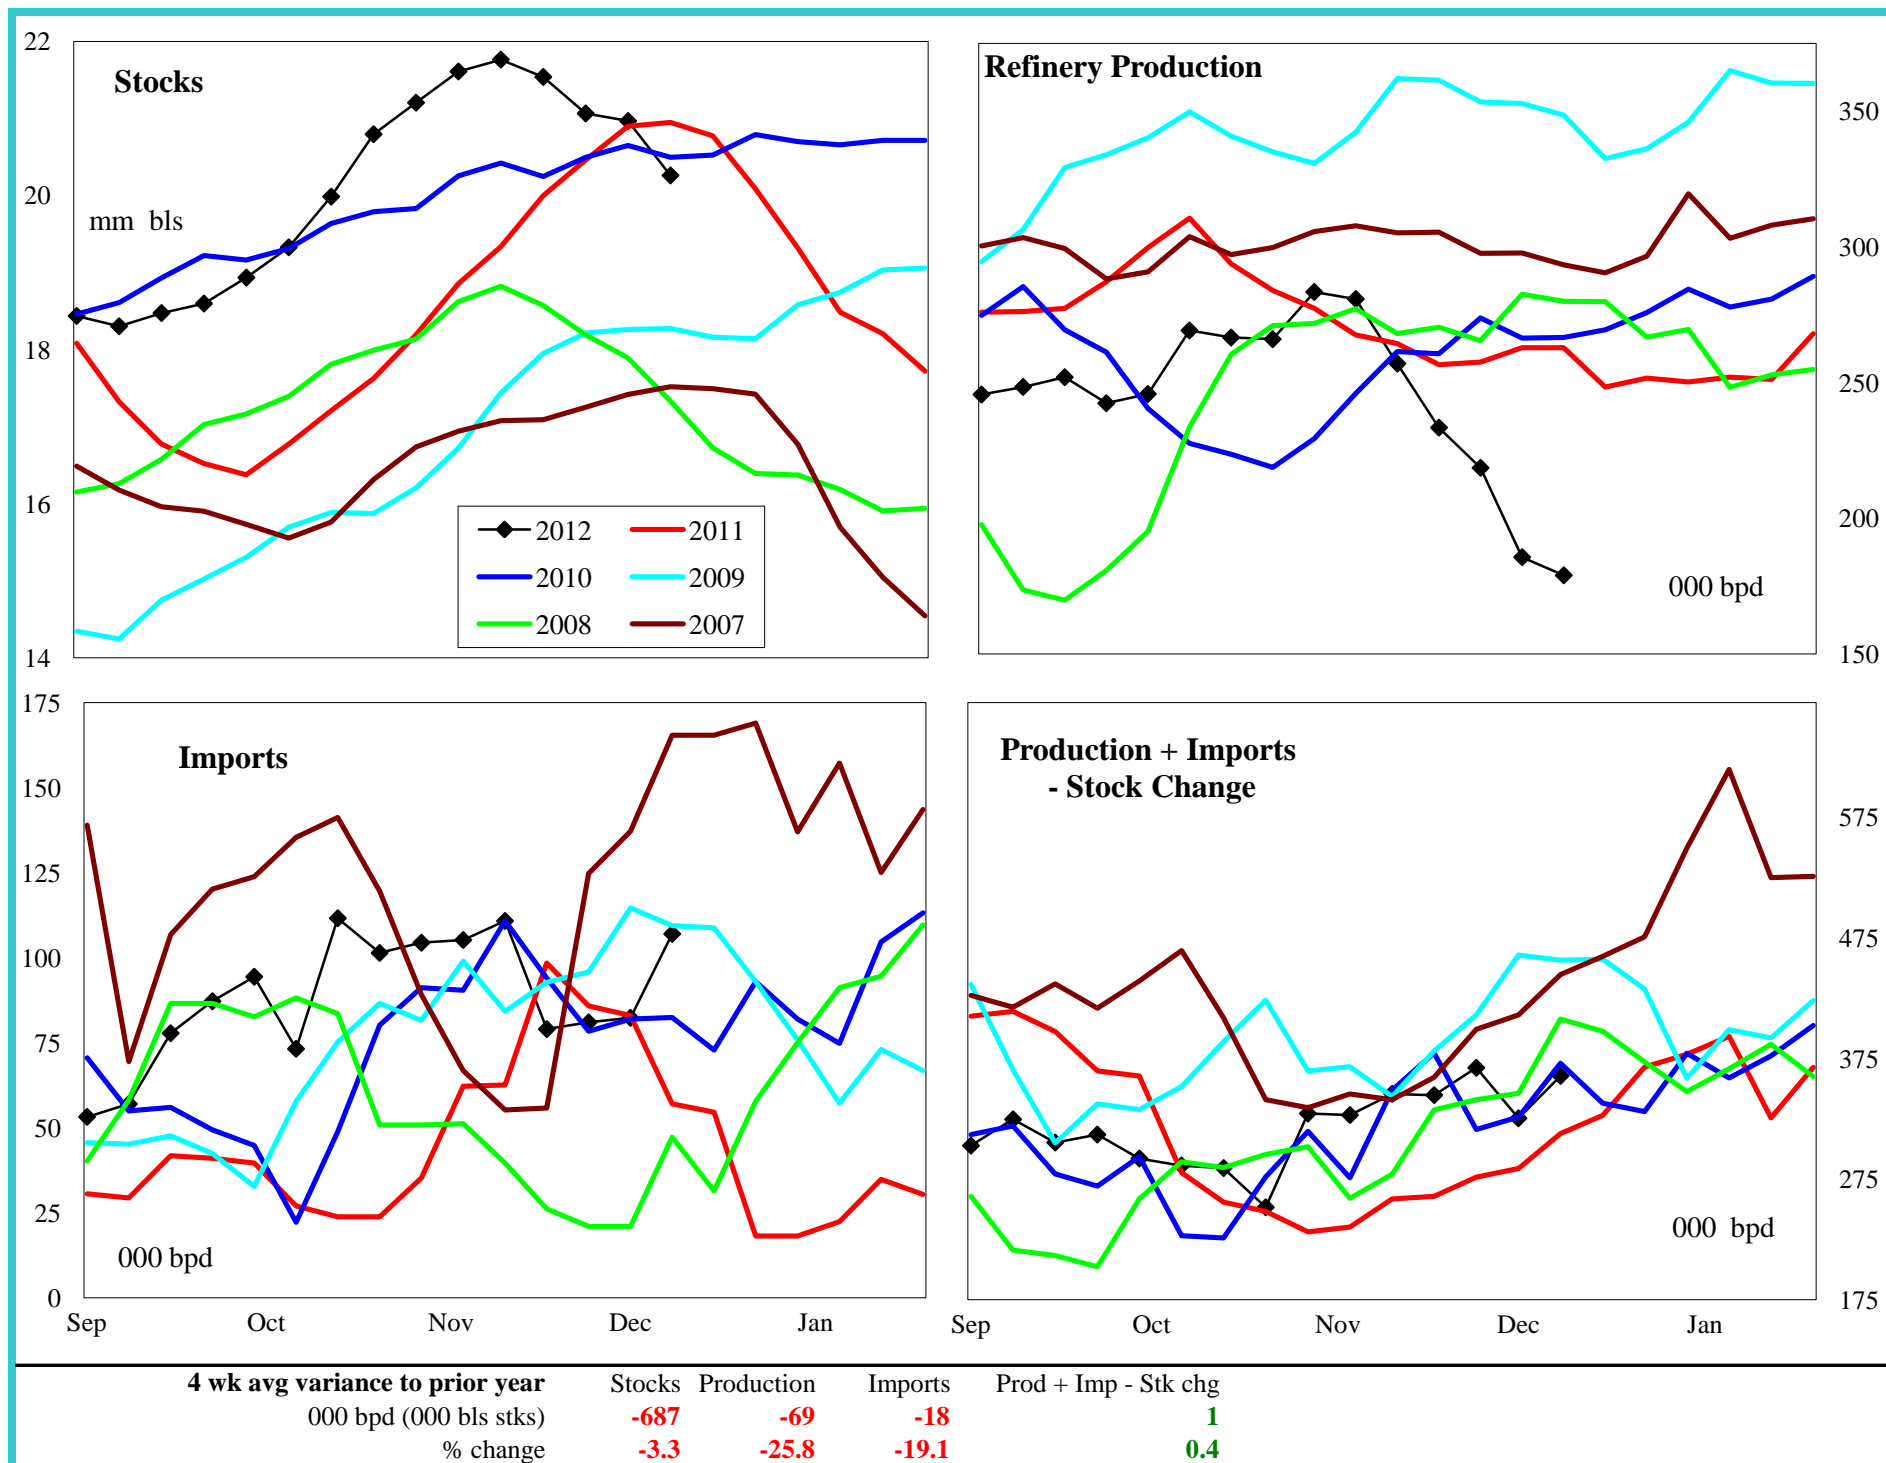 22
20
18
16
14
Stocks
mm bls
2012
2011
2010
2009
2008
2007
Refinery Production
350
300
250
200
150
000 bpd
175
150
125
100
75
50
25
0
Imports
000 bpd
Sep Oct Nov Dec Jan
Production + Imports
- Stock Change
575
475
375
275
175
000 bpd
Sep Oct Nov Dec Jan
4 wk avg variance to prior year Stocks Production Imports Prod + Imp - Stk chg
000 bpd (000 bls stks) -687 -69 -18 1
% change -3.3 -25.8 -19.1 0.4